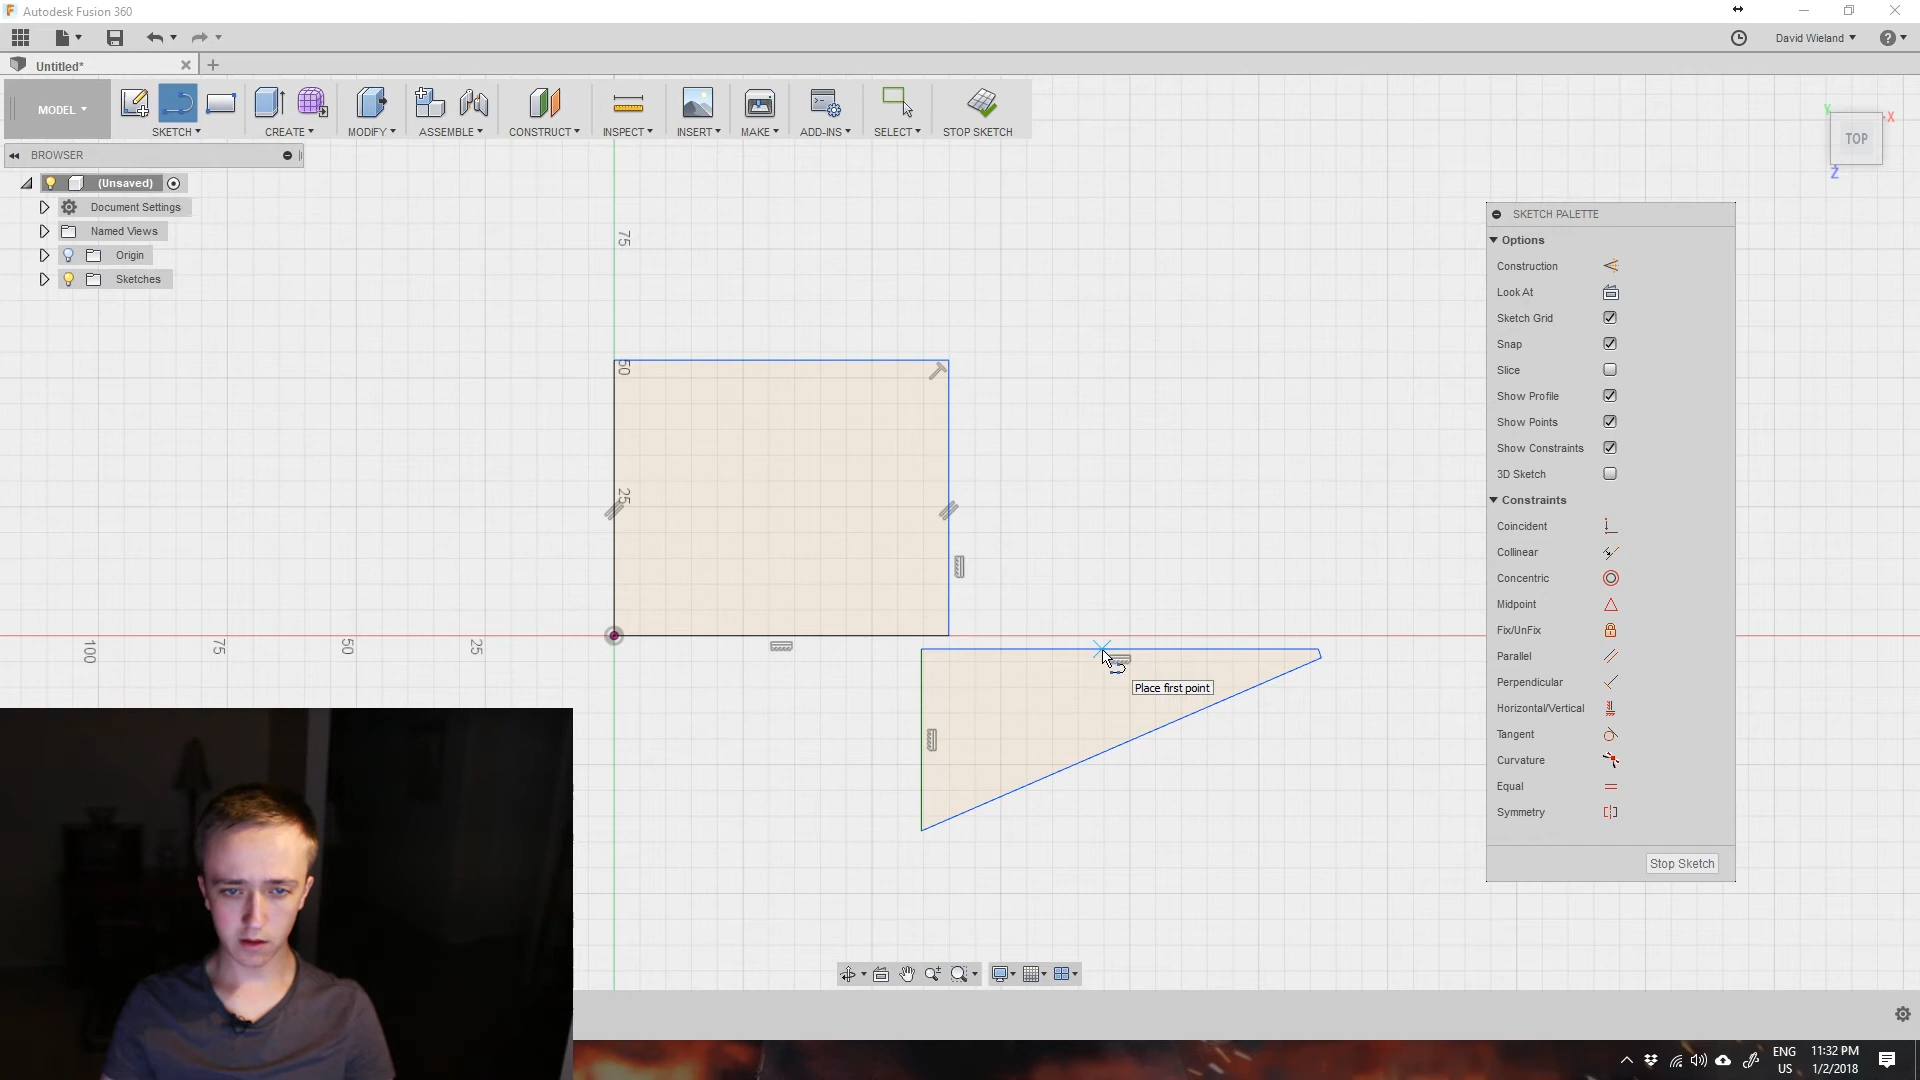 Autodesk Fusion 360
David Wieland
Untitled*
MODEL
SKETCH
CREATE
MODIFY
ASSEMBLE
CONSTRUCT
INSPECT
INSERT
MAKE
ADD-INS
SELECT
STOP SKETCH
BROWSER
(Unsaved)
Document Settings
Named Views
Origin
Sketches
Y
X
TOP
Z
75
50
25
100
75
50
25
Place first point
SKETCH PALETTE
Options
Construction
Look At
Sketch Grid
Snap
Slice
Show Profile
Show Points
Show Constraints
3D Sketch
Constraints
Coincident
Collinear
Concentric
Midpoint
Fix/UnFix
Parallel
Perpendicular
Horizontal/Vertical
Tangent
Curvature
Equal
Symmetry
Stop Sketch
ENG
US
11:32 PM
1/2/2018